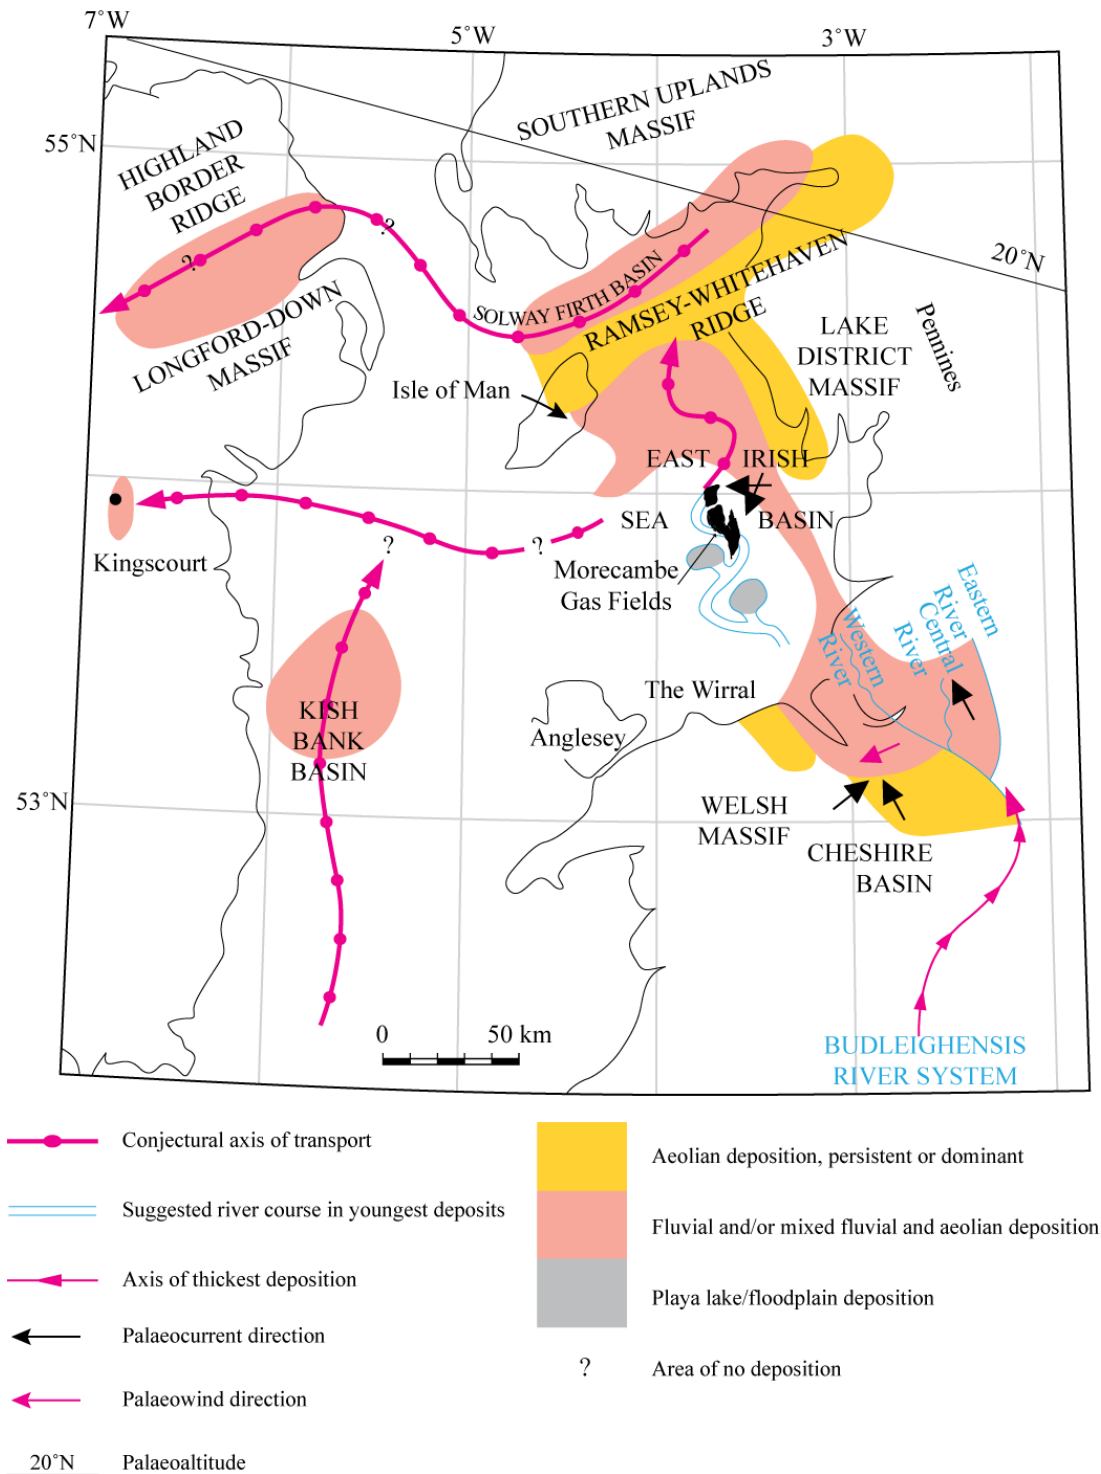 7˚W
5˚W
3˚W
55˚N
53˚N
SOUTHERN UPLANDS
MASSIF
HIGHLAND
BORDER
RIDGE
?
?
20˚N
SOLWAY FIRTH BASIN
RAMSEY-WHITEHAVEN
RIDGE
LONGFORD-DOWN
MASSIF
LAKE
DISTRICT
MASSIF
Pennines
Isle of Man
EAST IRISH
SEA BASIN
Kingscourt
?
?
Morecambe
Gas Fields
Eastern
River
Central
River
Western
River
The Wirral
KISH
BANK
BASIN
Anglesey
WELSH
MASSIF
CHESHIRE
BASIN
0 50 km
BUDLEIGHENSIS
RIVER SYSTEM
Conjectural axis of transport
Suggested river course in youngest deposits
Axis of thickest deposition
Palaeocurrent direction
Palaeowind direction
20˚N Palaeoaltitude
Aeolian deposition, persistent or dominant
Fluvial and/or mixed fluvial and aeolian deposition
Playa lake/floodplain deposition
? Area of no deposition